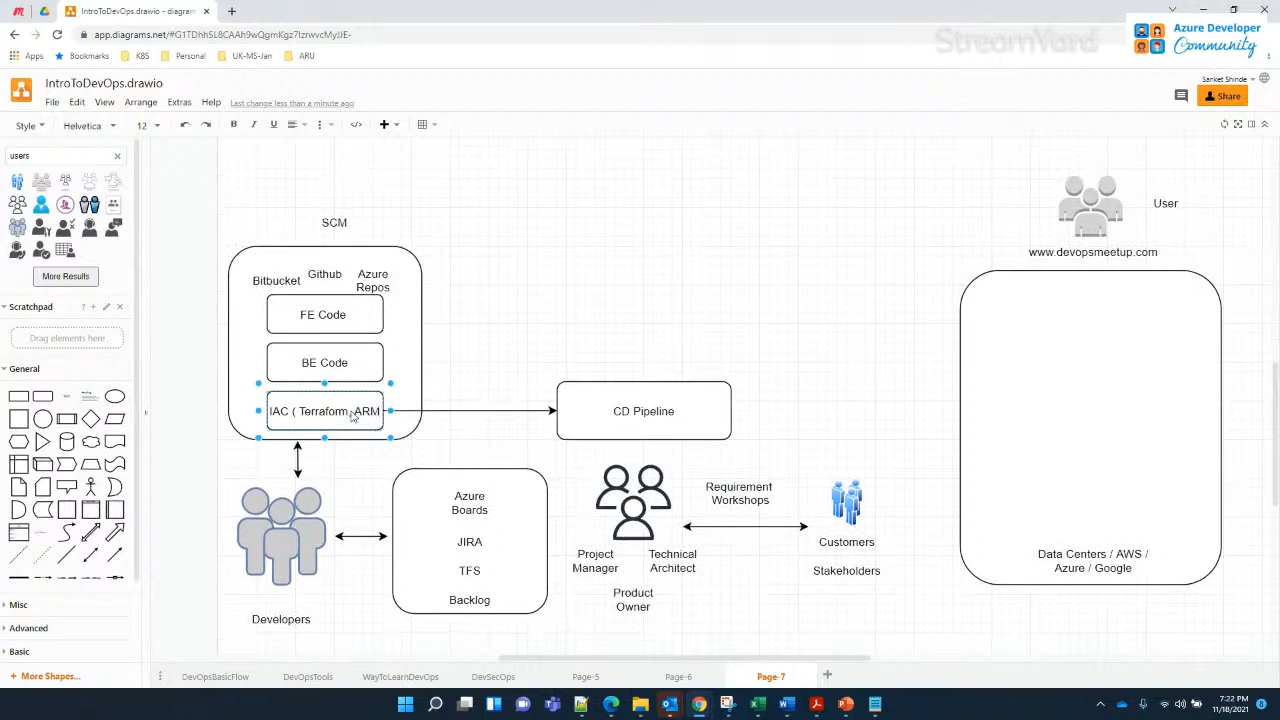 IntroToDevOps.drawio - diagram
StreamYard
Azure Developer
Community
app.diagrams.net/#G1TDhhSL8CAAh9wQgmKgz7IzrwvcMyJJE-
Apps
Bookmarks
K8S
Personal
UK-MS-Jan
ARU
IntroToDevOps.drawio
Sanket Shinde
File
Edit
View
Arrange
Extras
Help
Last change less than a minute ago
Share
Style
Helvetica
12
B
I
U
users
More Results
Scratchpad
Drag elements here
General
Misc
Advanced
Basic
+ More Shapes...
SCM
Bitbucket
Github
Azure
Repos
FE Code
BE Code
IAC ( Terraform, ARM
CD Pipeline
User
www.devopsmeetup.com
Data Centers / AWS /
Azure / Google
Developers
Azure
Boards
JIRA
TFS
Backlog
Project
Manager
Technical
Architect
Product
Owner
Requirement
Workshops
Customers
Stakeholders
DevOpsBasicFlow
DevOpsTools
WayToLearnDevOps
DevSecOps
Page-5
Page-6
Page-7
7:22 PM
11/18/2021